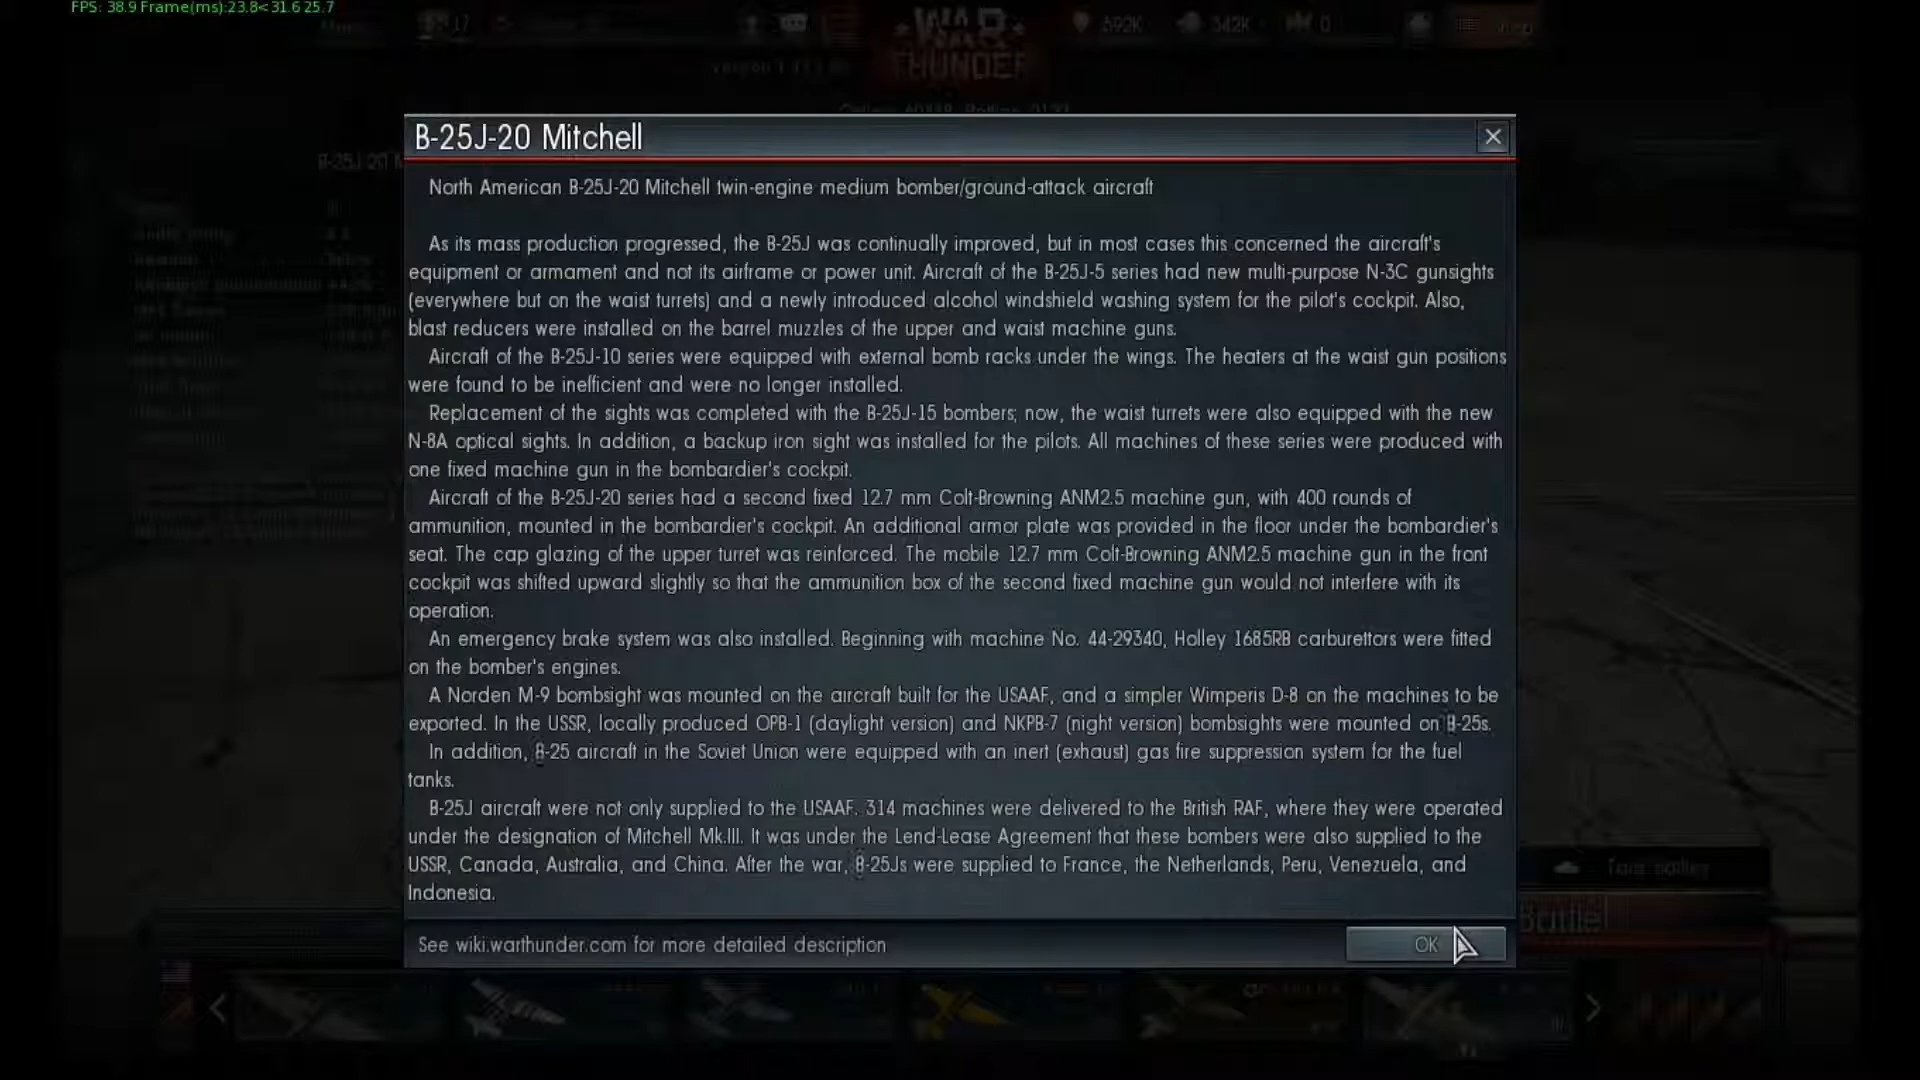 FPS: 38.9 Frame(ms):23.8<31.6 25.7
WAR
THUNDER
592K
342K
0
B-25J-20 Mitchell
North American B-25J-20 Mitchell twin-engine medium bomber/ground-attack aircraft
As its mass production progressed, the B-25J was continually improved, but in most cases this concerned the aircraft's
equipment or armament and not its airframe or power unit. Aircraft of the B-25J-5 series had new multi-purpose N-3C gunsights
(everywhere but on the waist turrets) and a newly introduced alcohol windshield washing system for the pilot's cockpit. Also,
blast reducers were installed on the barrel muzzles of the upper and waist machine guns.
Aircraft of the B-25J-10 series were equipped with external bomb racks under the wings. The heaters at the waist gun positions
were found to be inefficient and were no longer installed.
Replacement of the sights was completed with the B-25J-15 bombers; now, the waist turrets were also equipped with the new
N-8A optical sights. In addition, a backup iron sight was installed for the pilots. All machines of these series were produced with
one fixed machine gun in the bombardier's cockpit.
Aircraft of the B-25J-20 series had a second fixed 12.7 mm Colt-Browning ANM2.5 machine gun, with 400 rounds of
ammunition, mounted in the bombardier's cockpit. An additional armor plate was provided in the floor under the bombardier's
seat. The cap glazing of the upper turret was reinforced. The mobile 12.7 mm Colt-Browning ANM2.5 machine gun in the front
cockpit was shifted upward slightly so that the ammunition box of the second fixed machine gun would not interfere with its
operation.
An emergency brake system was also installed. Beginning with machine No. 44-29340, Holley 1685RB carburettors were fitted
on the bomber's engines.
A Norden M-9 bombsight was mounted on the aircraft built for the USAAF, and a simpler Wimperis D-8 on the machines to be
exported. In the USSR, locally produced OPB-1 (daylight version) and NKPB-7 (night version) bombsights were mounted on B-25s.
In addition, B-25 aircraft in the Soviet Union were equipped with an inert (exhaust) gas fire suppression system for the fuel
tanks.
B-25J aircraft were not only supplied to the USAAF. 314 machines were delivered to the British RAF, where they were operated
under the designation of Mitchell Mk.III. It was under the Lend-Lease Agreement that these bombers were also supplied to the
USSR, Canada, Australia, and China. After the war, B-25Js were supplied to France, the Netherlands, Peru, Venezuela, and
Indonesia.
Battle!
See wiki.warthunder.com for more detailed description
OK